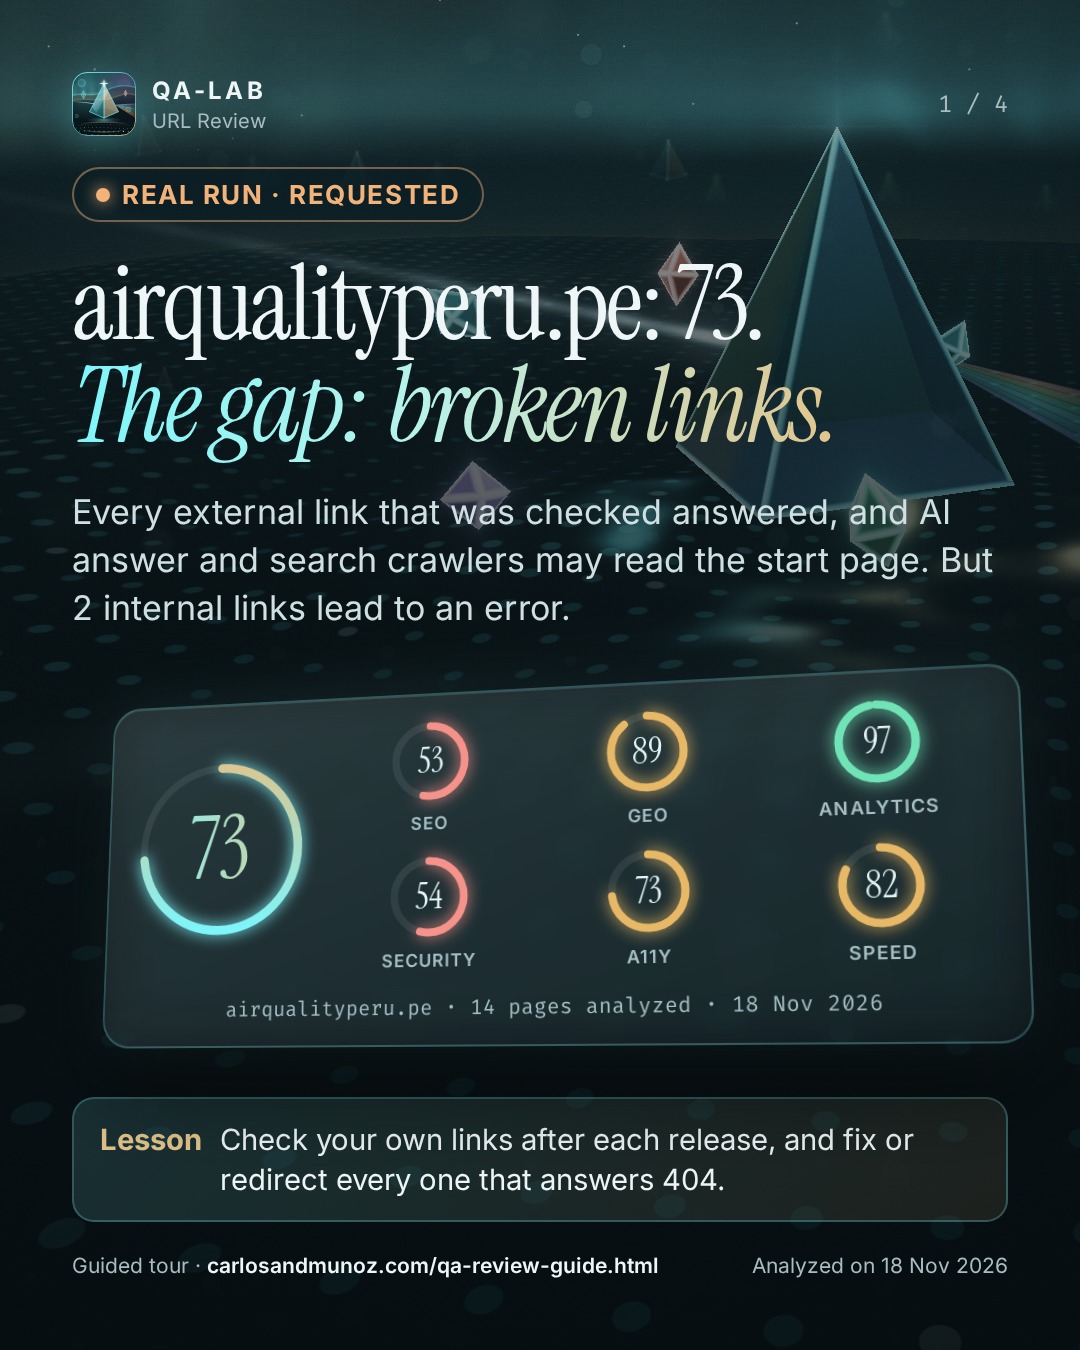 QA-LAB
URL Review
1 / 4
REAL RUN · REQUESTED
airqualityperu.pe: 73.
The gap: broken links.
Every external link that was checked answered, and AI
answer and search crawlers may read the start page. But
2 internal links lead to an error.
73
53
SEO
89
GEO
97
ANALYTICS
54
SECURITY
73
A11Y
82
SPEED
airqualityperu.pe · 14 pages analyzed · 18 Nov 2026
Lesson Check your own links after each release, and fix or
redirect every one that answers 404.
Guided tour · carlosandmunoz.com/qa-review-guide.html
Analyzed on 18 Nov 2026